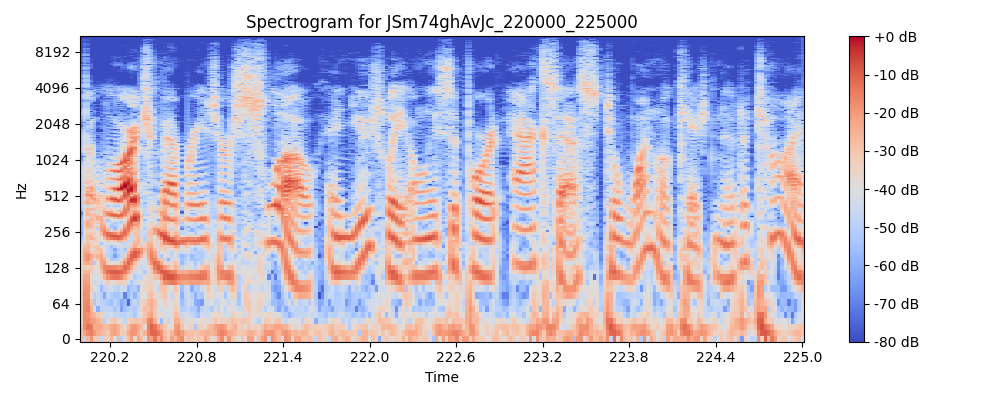 Spectrogram for JSm74ghAvJc_220000_225000
Hz
8192
4096
2048
1024
512
256
128
64
0
220.2 220.8 221.4 222.0 222.6 223.2 223.8 224.4 225.0
Time
+0 dB
-10 dB
-20 dB
-30 dB
-40 dB
-50 dB
-60 dB
-70 dB
-80 dB